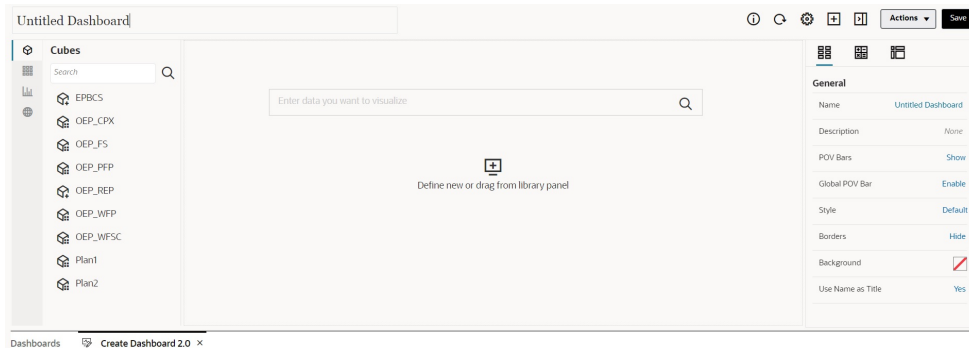 Untitled Dashboard
Actions
Save
Cubes
Search
EPBCS
OEP_CPX
OEP_FS
OEP_PFP
OEP_REP
OEP_WFP
OEP_WFSC
Plan1
Plan2
Enter data you want to visualize
Define new or drag from library panel
General
Name Untitled Dashboard
Description None
POV Bars Show
Global POV Bar Enable
Style Default
Borders Hide
Background
Use Name as Title Yes
Dashboards Create Dashboard 2.0 ×